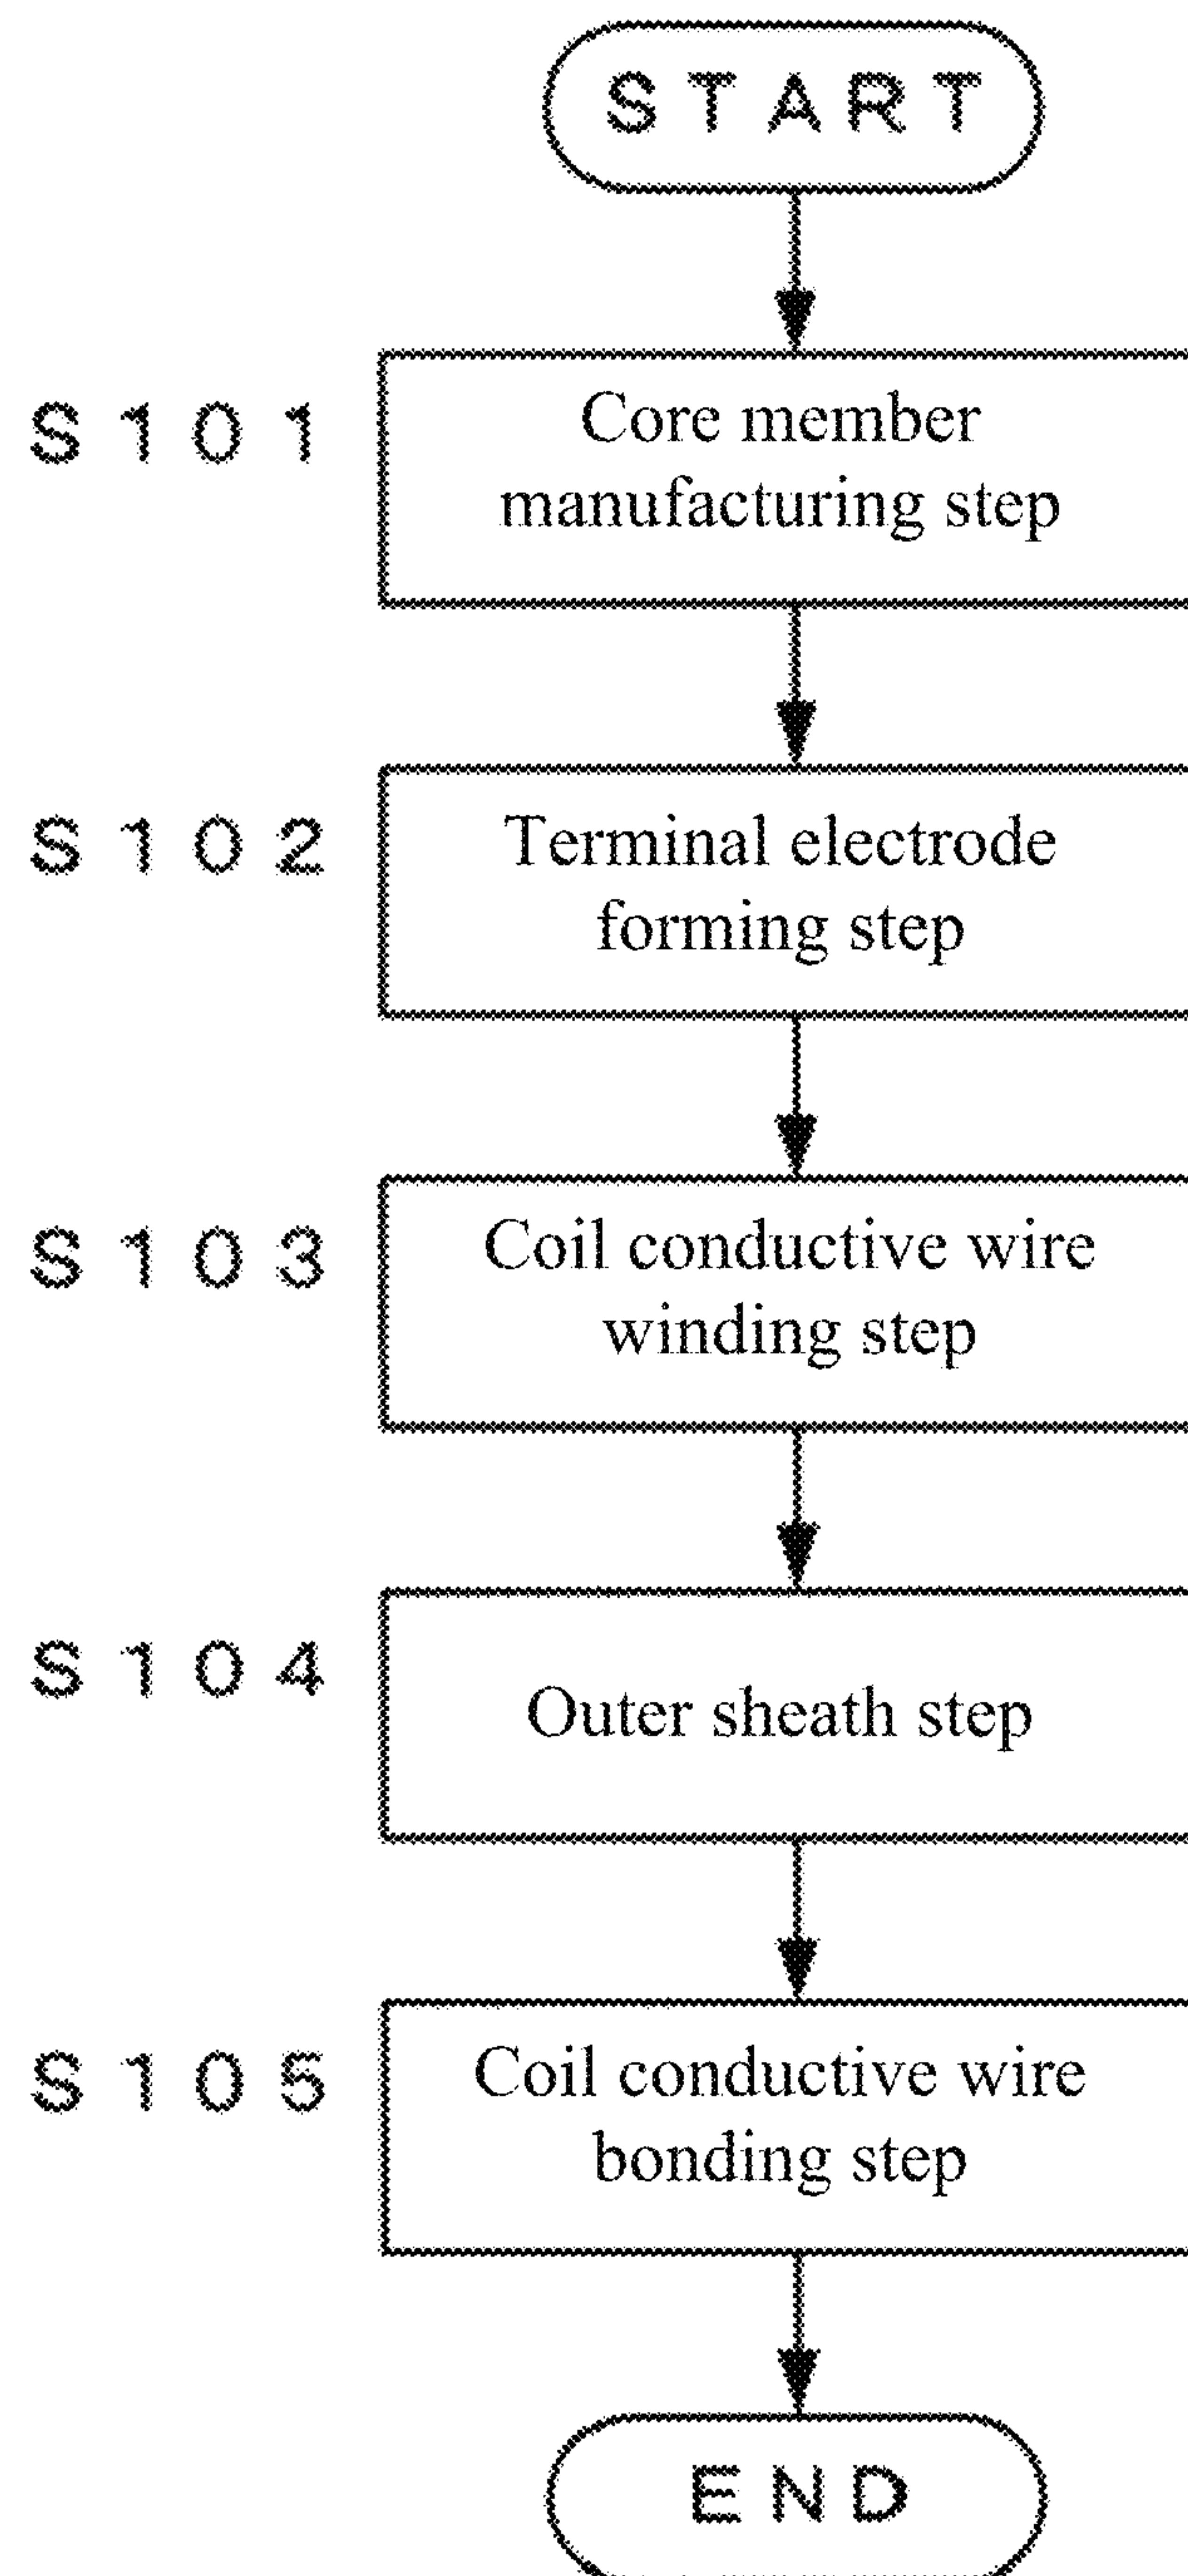 START
S101
Core member
manufacturing step
S102
Terminal electrode
forming step
S103
Coil conductive wire
winding step
S104
Outer sheath step
S105
Coil conductive wire
bonding step
END